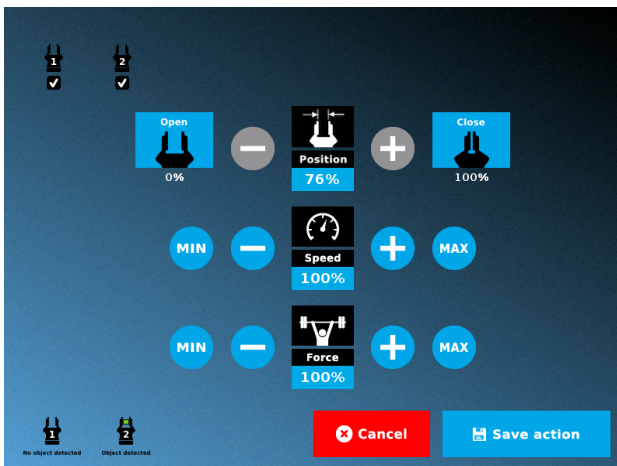 1
2
Open
Close
Position
0%
76%
100%
MIN
Speed
MAX
100%
MIN
Force
MAX
100%
1
2
No object detected
Object detected
Cancel
Save action